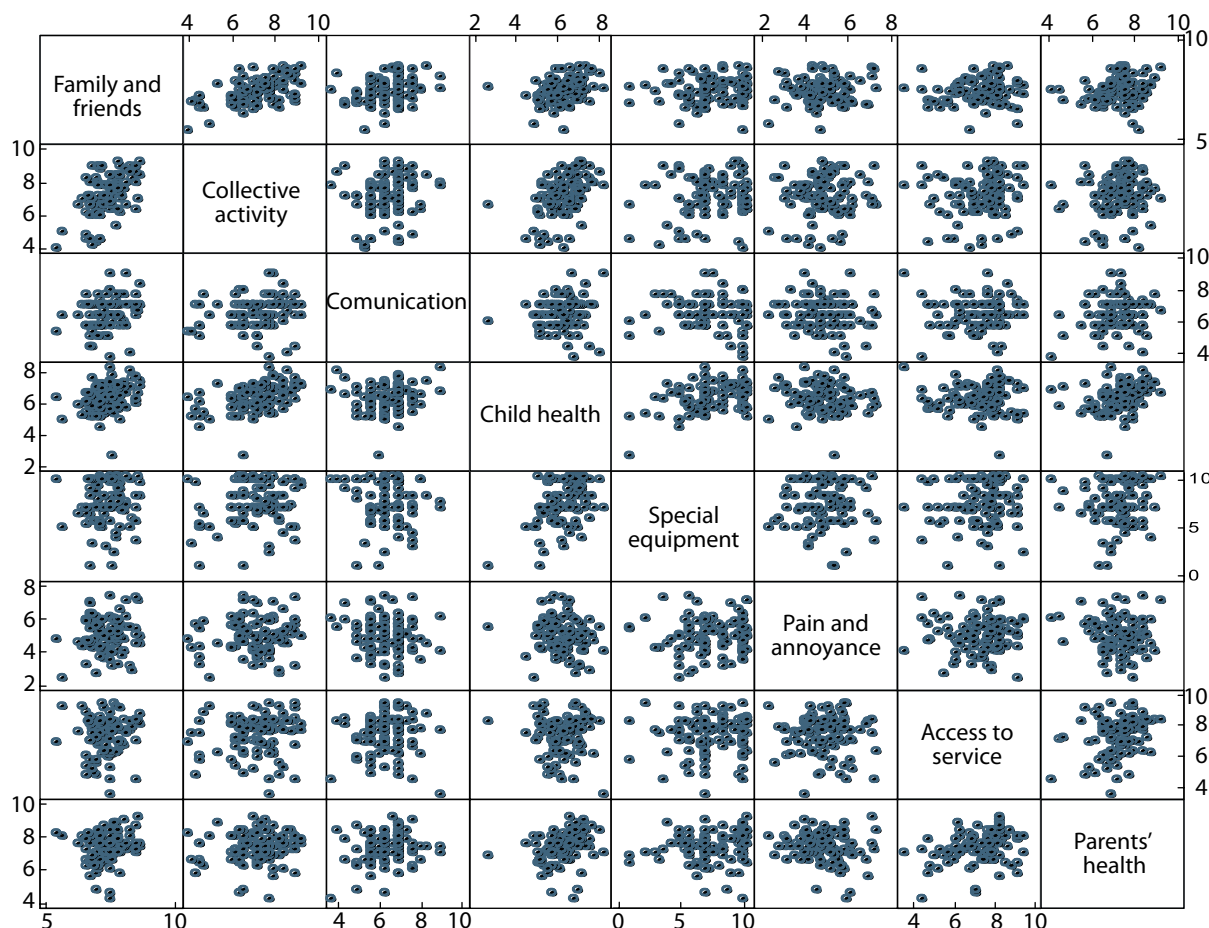 4 6 8 10 2 4 6 8 2 4 6 8 4 6 8 10
10
Family and
friends
5
10
8
6
4
Collective
activity
10
10
8
6
4
Comunication
8
6
4
2
Child health
10
5
0
Special
equipment
8
6
4
2
Pain and
annoyance
10
8
6
4
Access to
service
10
8
6
4
Parents'
health
5 10 4 6 8 10 0 5 10 4 6 8 10